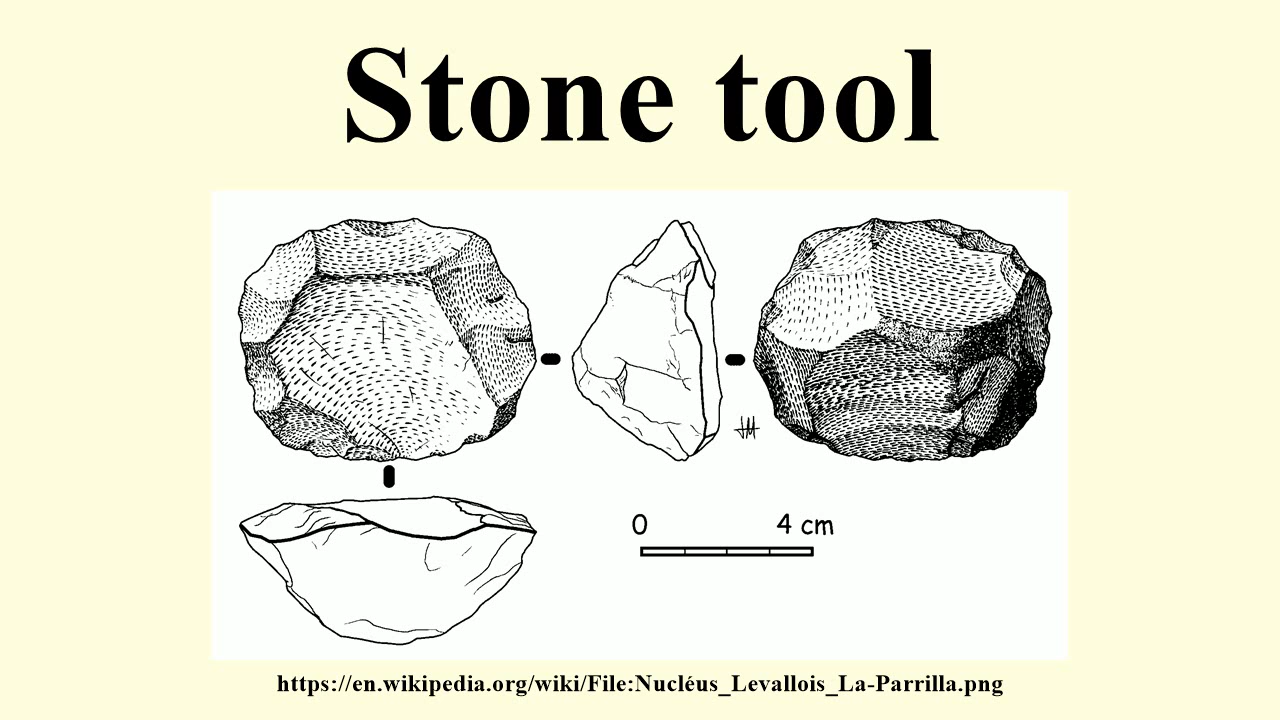 Stone tool
0 4 cm
https://en.wikipedia.org/wiki/File:Nucléus_Levallois_La-Parrilla.png